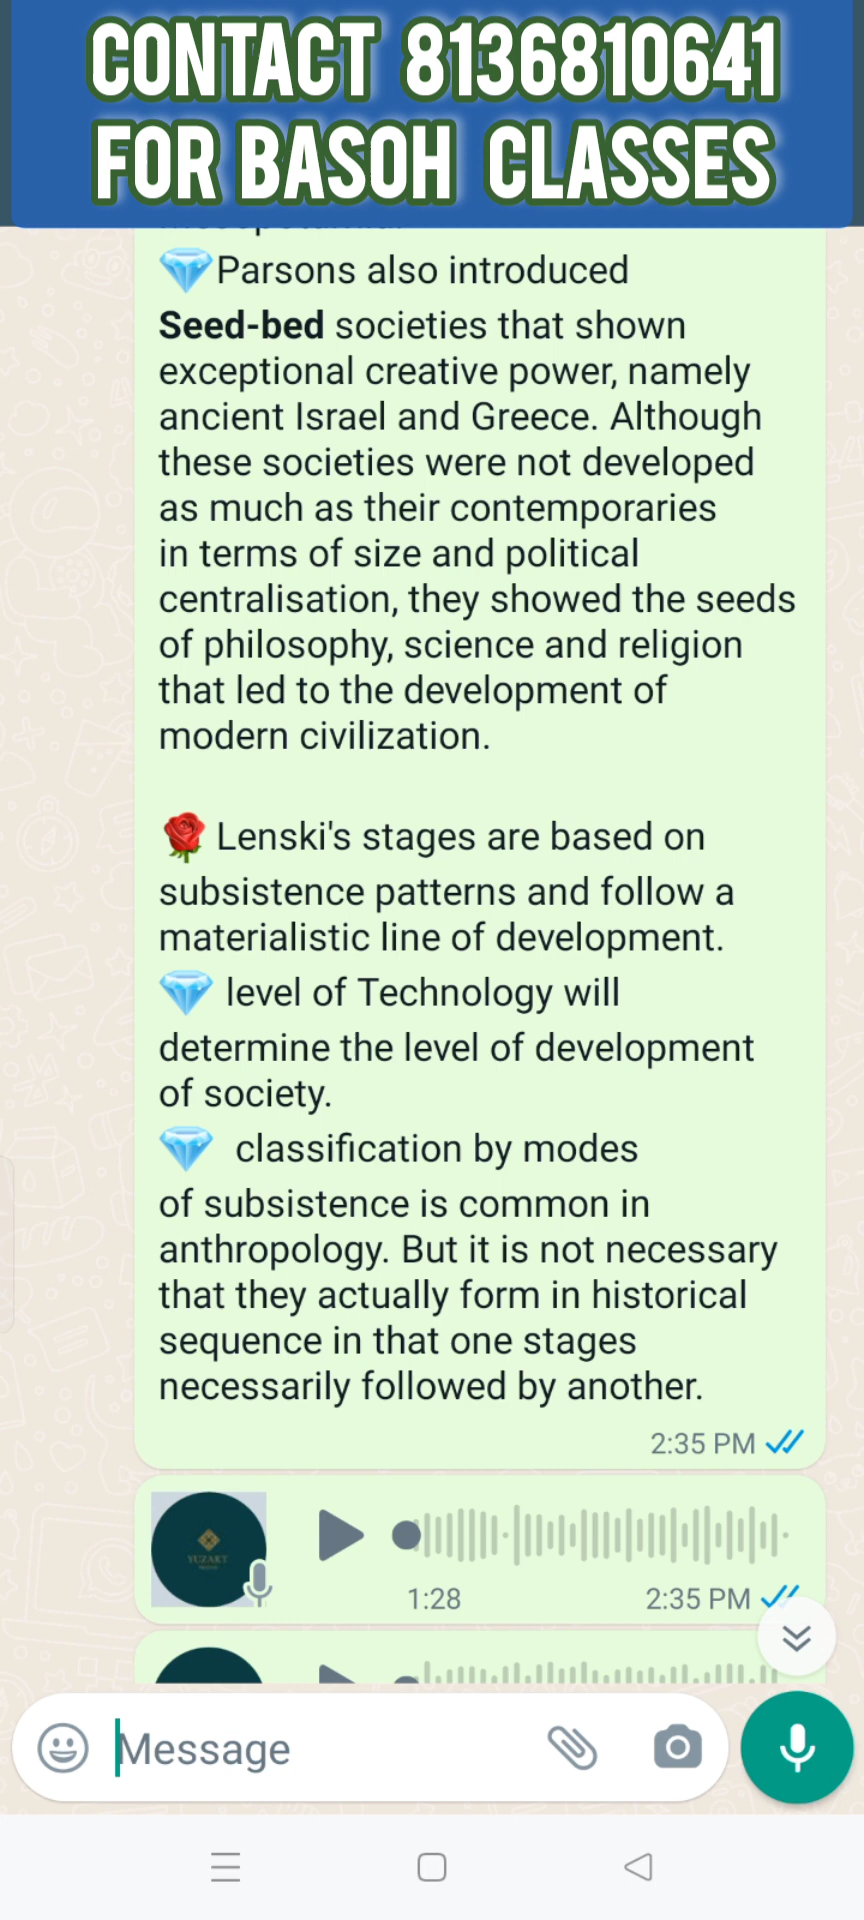 CONTACT 8136810641
FOR BASOH CLASSES
💎Parsons also introduced
Seed-bed societies that shown
exceptional creative power, namely
ancient Israel and Greece. Although
these societies were not developed
as much as their contemporaries
in terms of size and political
centralisation, they showed the seeds
of philosophy, science and religion
that led to the development of
modern civilization.
🌹 Lenski's stages are based on
subsistence patterns and follow a
materialistic line of development.
💎 level of Technology will
determine the level of development
of society.
💎 classification by modes
of subsistence is common in
anthropology. But it is not necessary
that they actually form in historical
sequence in that one stages
necessarily followed by another.
2:35 PM
YUZAKT
1:28 2:35 PM
Message